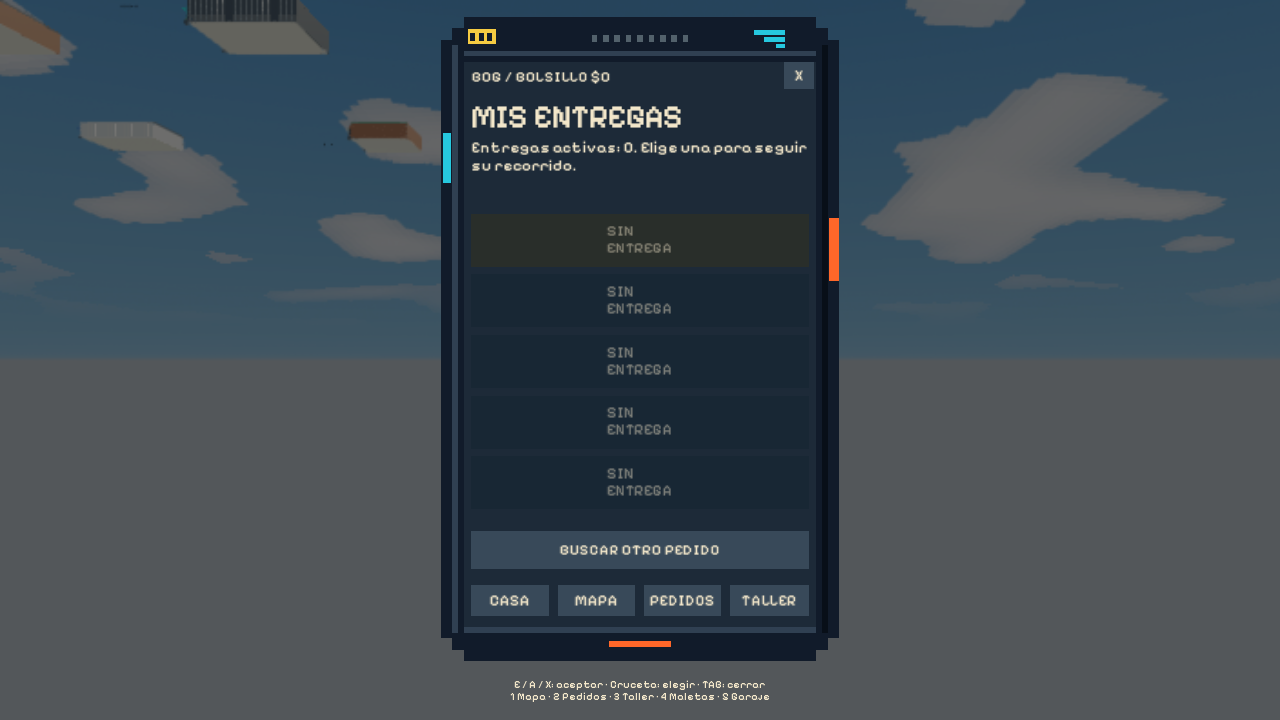 BOG / BOLSILLO $0
X
MIS ENTREGAS
Entregas activas: 0. Elige una para seguir
su recorrido.
SIN
ENTREGA
SIN
ENTREGA
SIN
ENTREGA
SIN
ENTREGA
SIN
ENTREGA
BUSCAR OTRO PEDIDO
CASA
MAPA
PEDIDOS
TALLER
E / A / X: aceptar · Cruceta: elegir · TAB: cerrar
1 Mapa · 2 Pedidos · 3 Taller · 4 Maletas · 5 Garaje